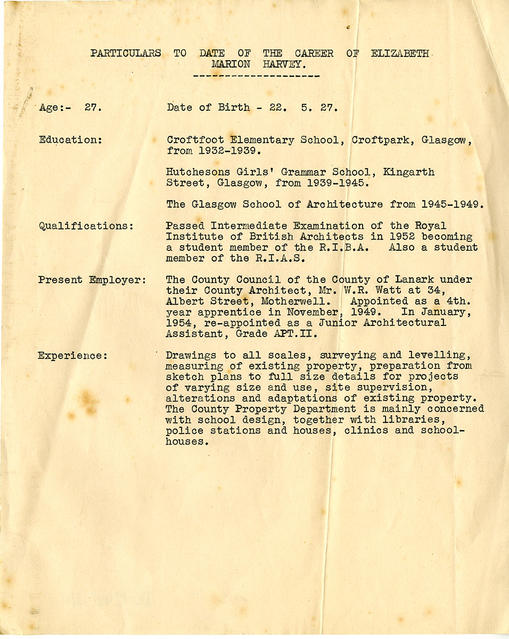 PARTICULARS TO DATE OF THE CAREER OF ELIZABETH
MARION HARVEY.
Age:- 27. Date of Birth - 22. 5. 27.
Education: Croftfoot Elementary School, Croftpark, Glasgow,
from 1932-1939.
Hutchesons Girls' Grammar School, Kingarth
Street, Glasgow, from 1939-1945.
The Glasgow School of Architecture from 1945-1949.
Qualifications: Passed Intermediate Examination of the Royal
Institute of British Architects in 1952 becoming
a student member of the R.I.B.A. Also a student
member of the R.I.A.S.
Present Employer: The County Council of the County of Lanark under
their County Architect, Mr. W.R. Watt at 34,
Albert Street, Motherwell. Appointed as a 4th.
year apprentice in November, 1949. In January,
1954, re-appointed as a Junior Architectural
Assistant, Grade APT.II.
Experience: Drawings to all scales, surveying and levelling,
measuring of existing property, preparation from
sketch plans to full size details for projects
of varying size and use, site supervision,
alterations and adaptations of existing property.
The County Property Department is mainly concerned
with school design, together with libraries,
police stations and houses, clinics and school-
houses.